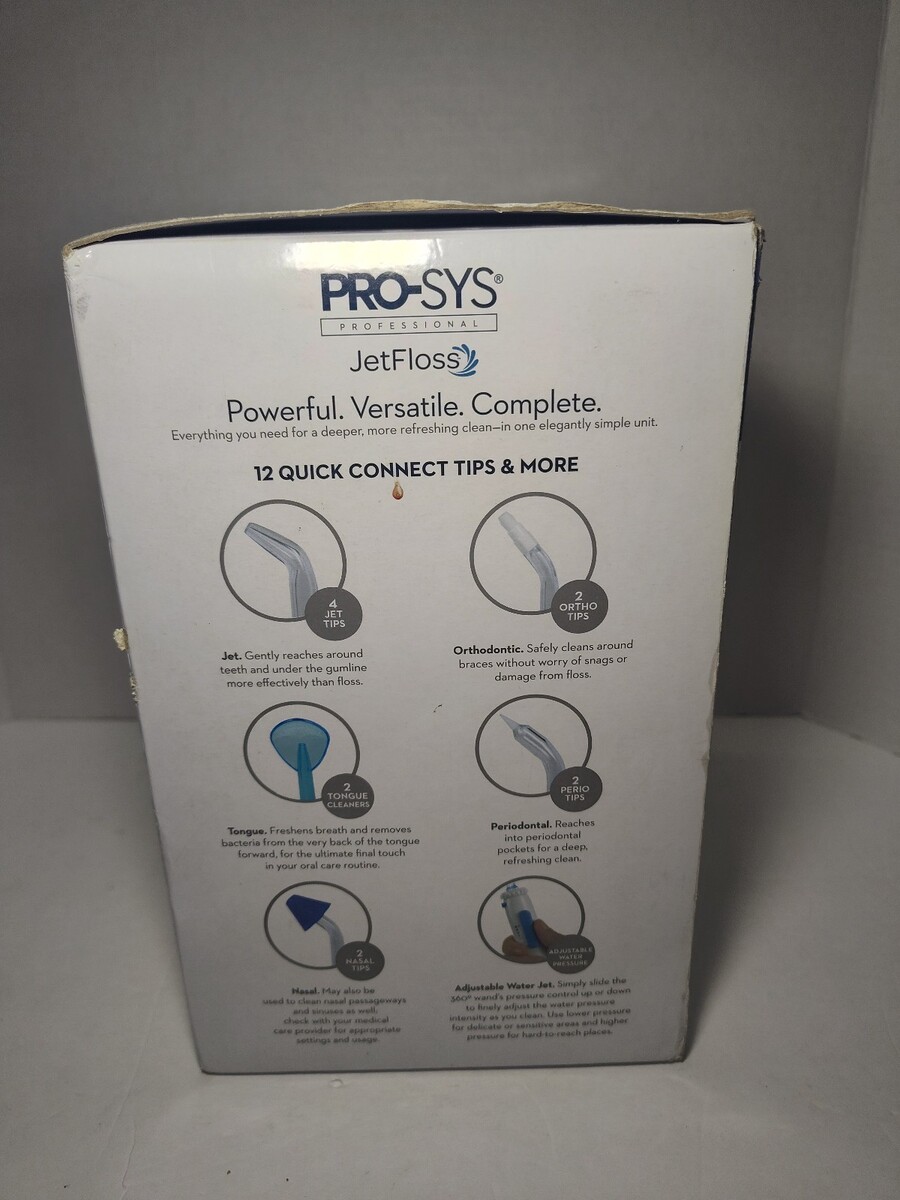 PRO-SYS®
PROFESSIONAL
JetFloss
Powerful. Versatile. Complete.
Everything you need for a deeper, more refreshing clean—in one elegantly simple unit.
12 QUICK CONNECT TIPS & MORE
4
JET
TIPS
Jet. Gently reaches around
teeth and under the gumline
more effectively than floss.
2
ORTHO
TIPS
Orthodontic. Safely cleans around
braces without worry of snags or
damage from floss.
2
TONGUE
CLEANERS
Tongue. Freshens breath and removes
bacteria from the very back of the tongue
forward, for the ultimate final touch
in your oral care routine.
2
PERIO
TIPS
Periodontal. Reaches
into periodontal
pockets for a deep,
refreshing clean.
2
NASAL
TIPS
Nasal. May also be
used to clean nasal passageways
and sinuses as well,
check with your medical
care provider for appropriate
settings and usage.
ADJUSTABLE
WATER
PRESSURE
Adjustable Water Jet. Simply slide the
360° wand's pressure control up or down
to finely adjust the water pressure
intensity as you clean. Use lower pressure
for delicate or sensitive areas and higher
pressure for hard-to-reach places.